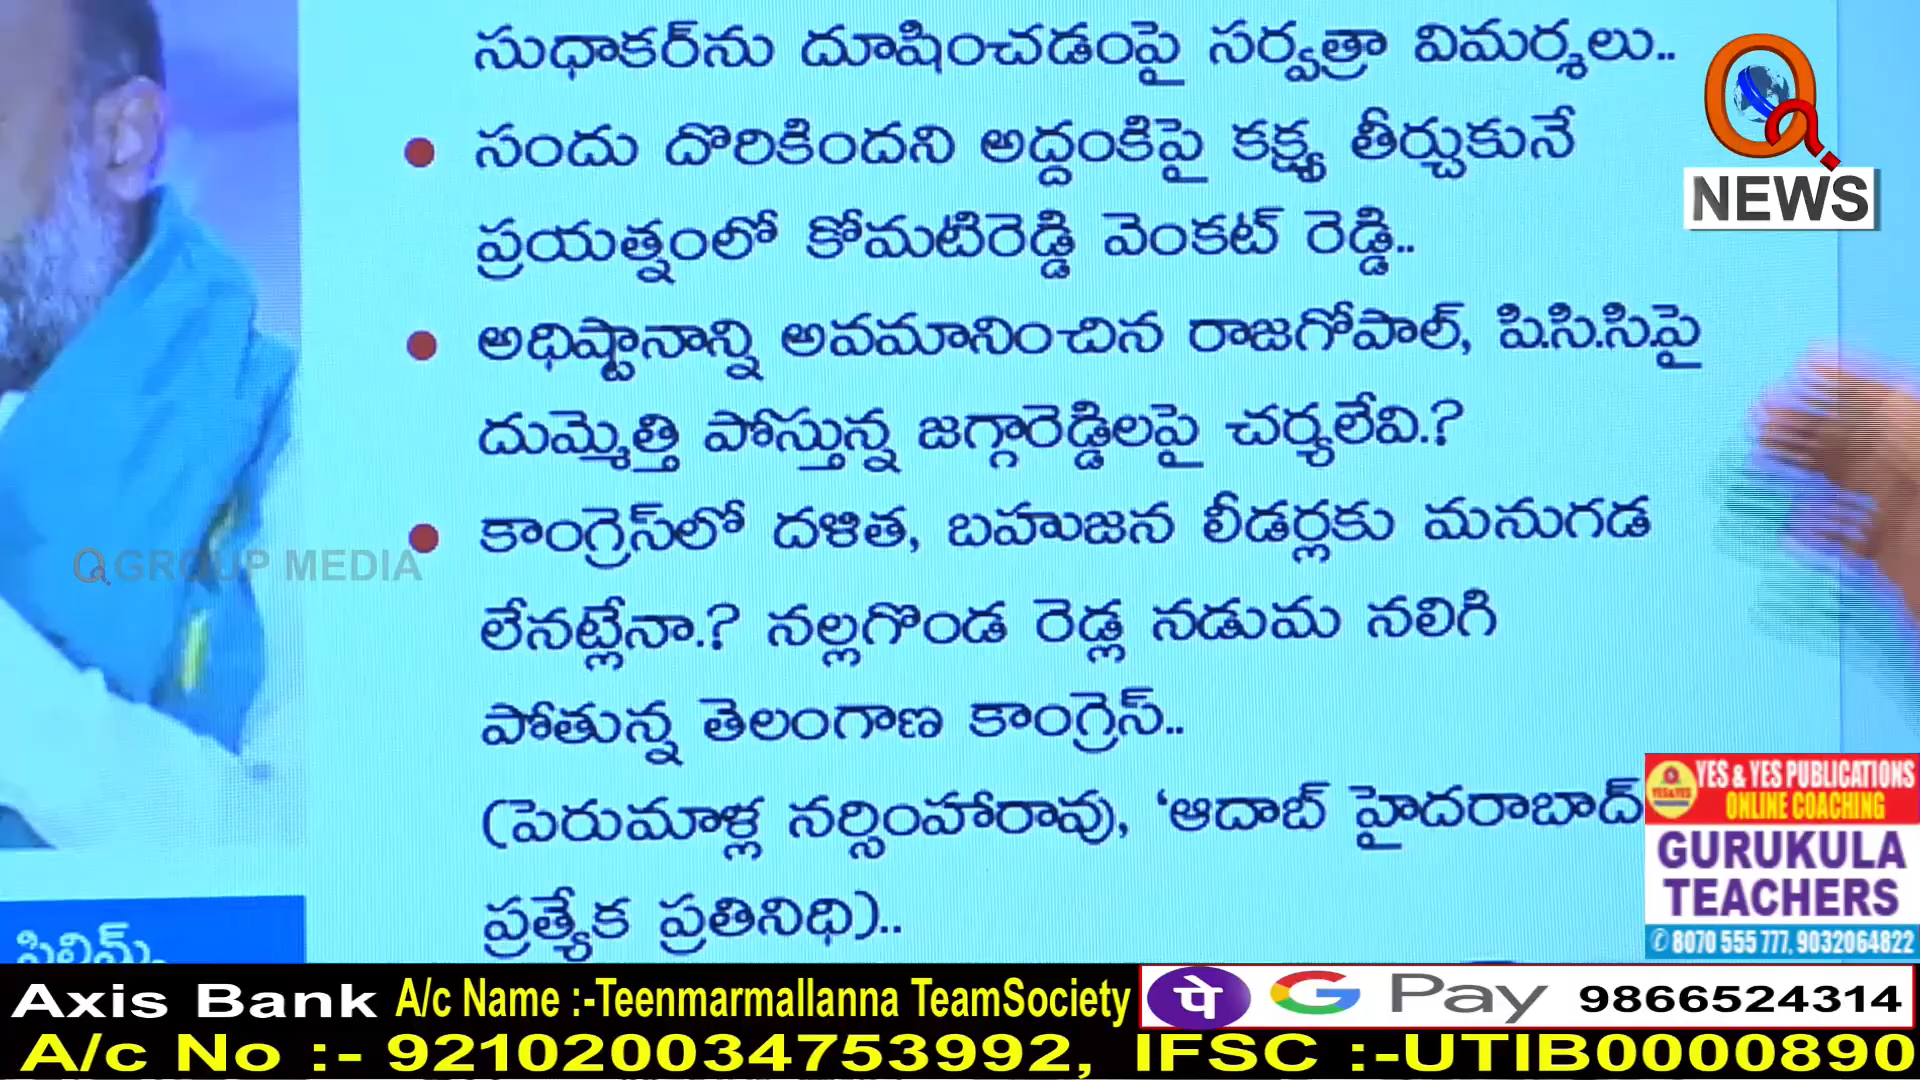 సుధాకర్‌ను దూషించడంపై సర్వత్రా విమర్శలు..
• సందు దొరికిందని అద్దంకిపై కక్ష్య తీర్చుకునే
ప్రయత్నంలో కోమటిరెడ్డి వెంకట్ రెడ్డి..
• అధిష్టానాన్ని అవమానించిన రాజగోపాల్, పి.సి.సి.పై
దుమ్మెత్తి పోస్తున్న జగ్గారెడ్డిలపై చర్యలేవి.?
• కాంగ్రెస్‌లో దళిత, బహుజన లీడర్లకు మనుగడ
లేనట్లేనా.? నల్లగొండ రెడ్ల నడుమ నలిగి
పోతున్న తెలంగాణ కాంగ్రెస్..
(పెరుమాళ్ల నర్సింహారావు, ‘ఆదాబ్ హైదరాబాద్
ప్రత్యేక ప్రతినిధి)..
Q NEWS
Q GROUP MEDIA
YES & YES PUBLICATIONS
ONLINE COACHING
GURUKULA
TEACHERS
8070 555 777, 9032064822
Axis Bank A/c Name :-Teenmarmallanna TeamSociety पे G Pay 9866524314
A/c No :- 921020034753992, IFSC :-UTIB0000890